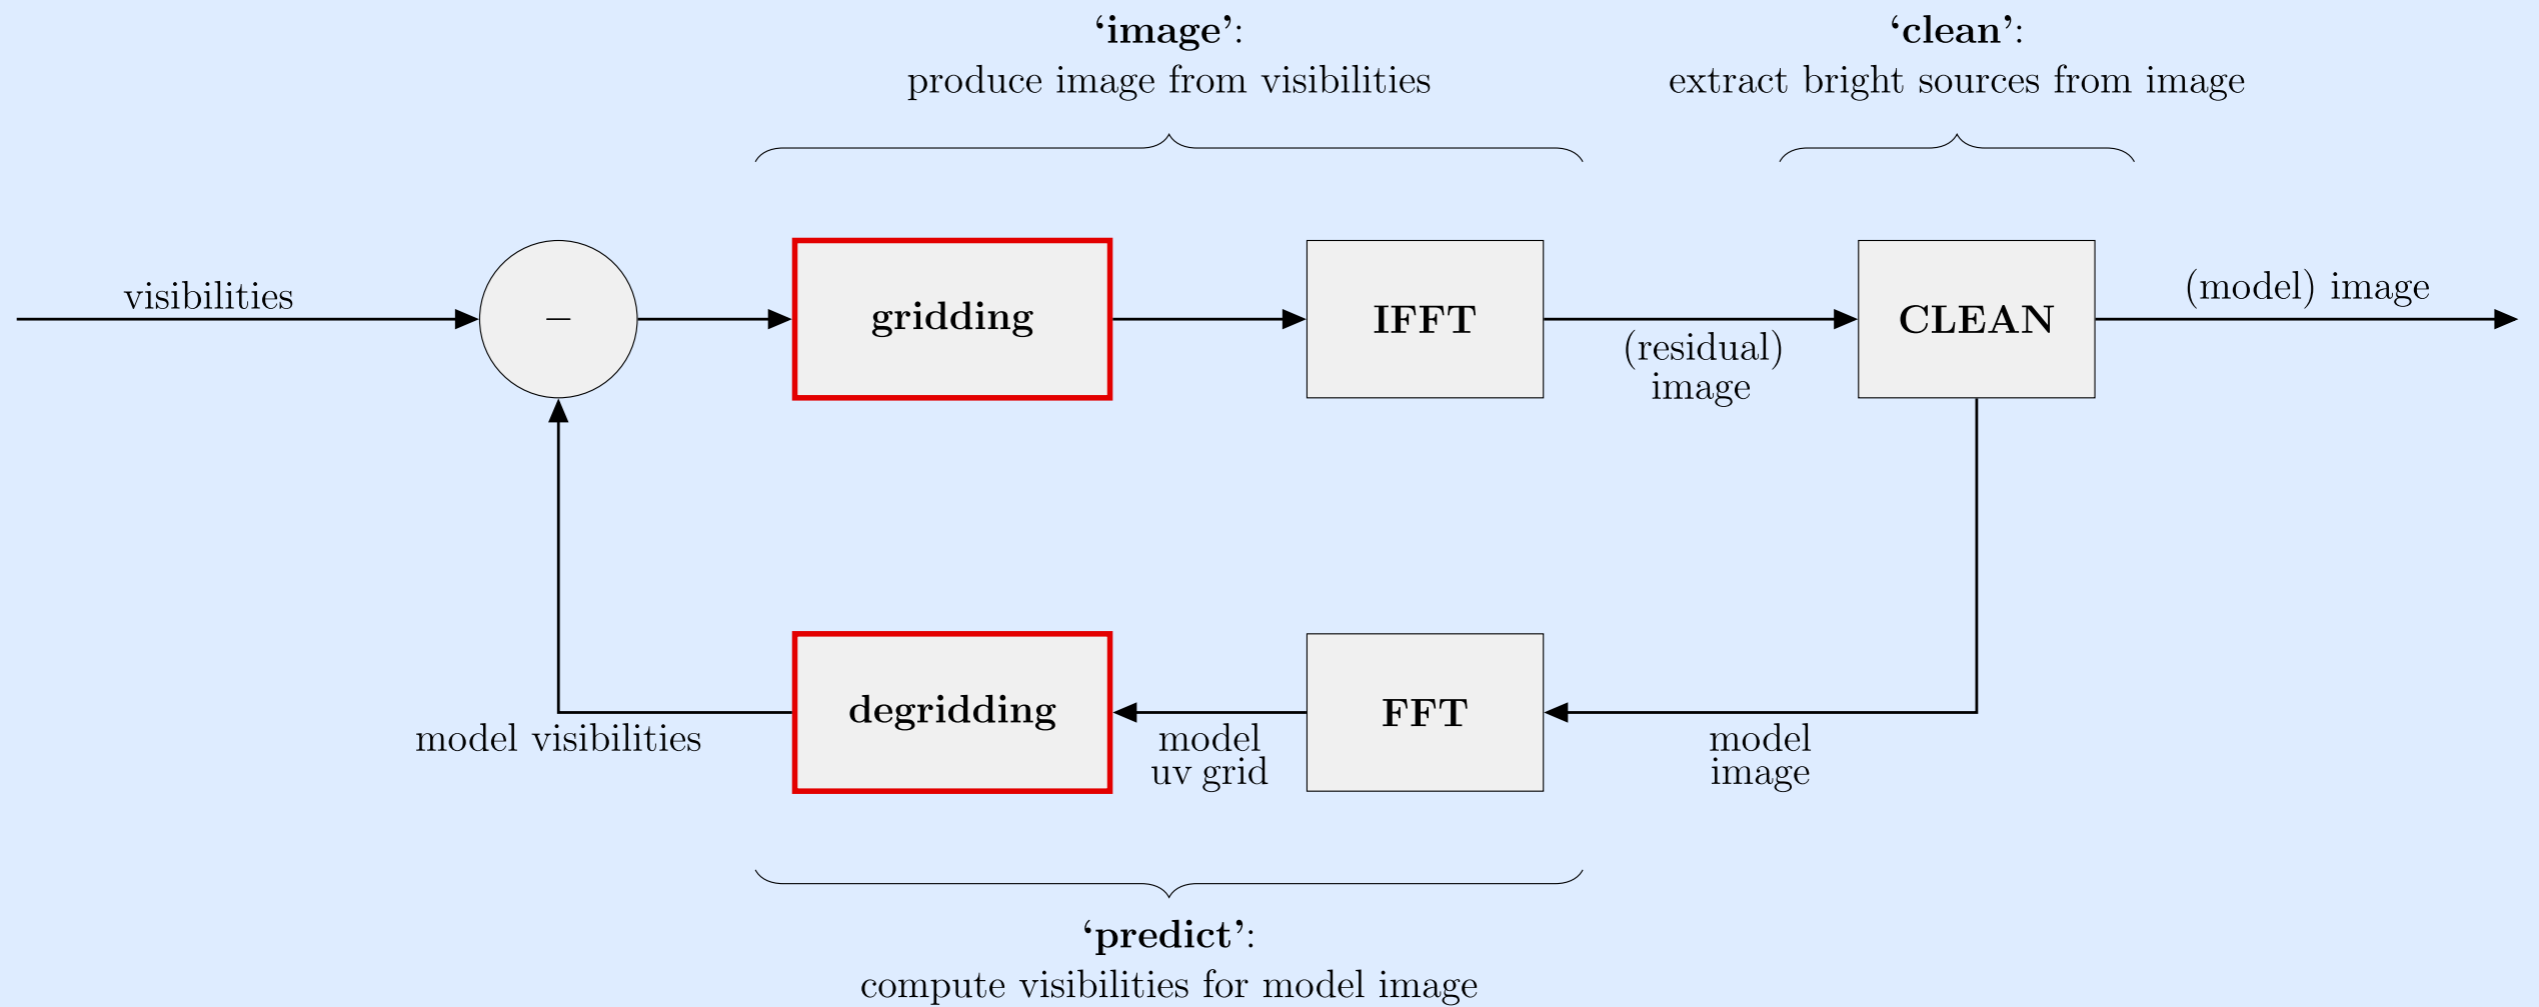 ‘image’:
produce image from visibilities
‘clean’:
extract bright sources from image
visibilities
−
gridding
IFFT
(residual)
image
CLEAN
(model) image
model visibilities
degridding
model
uv grid
FFT
model
image
‘predict’:
compute visibilities for model image